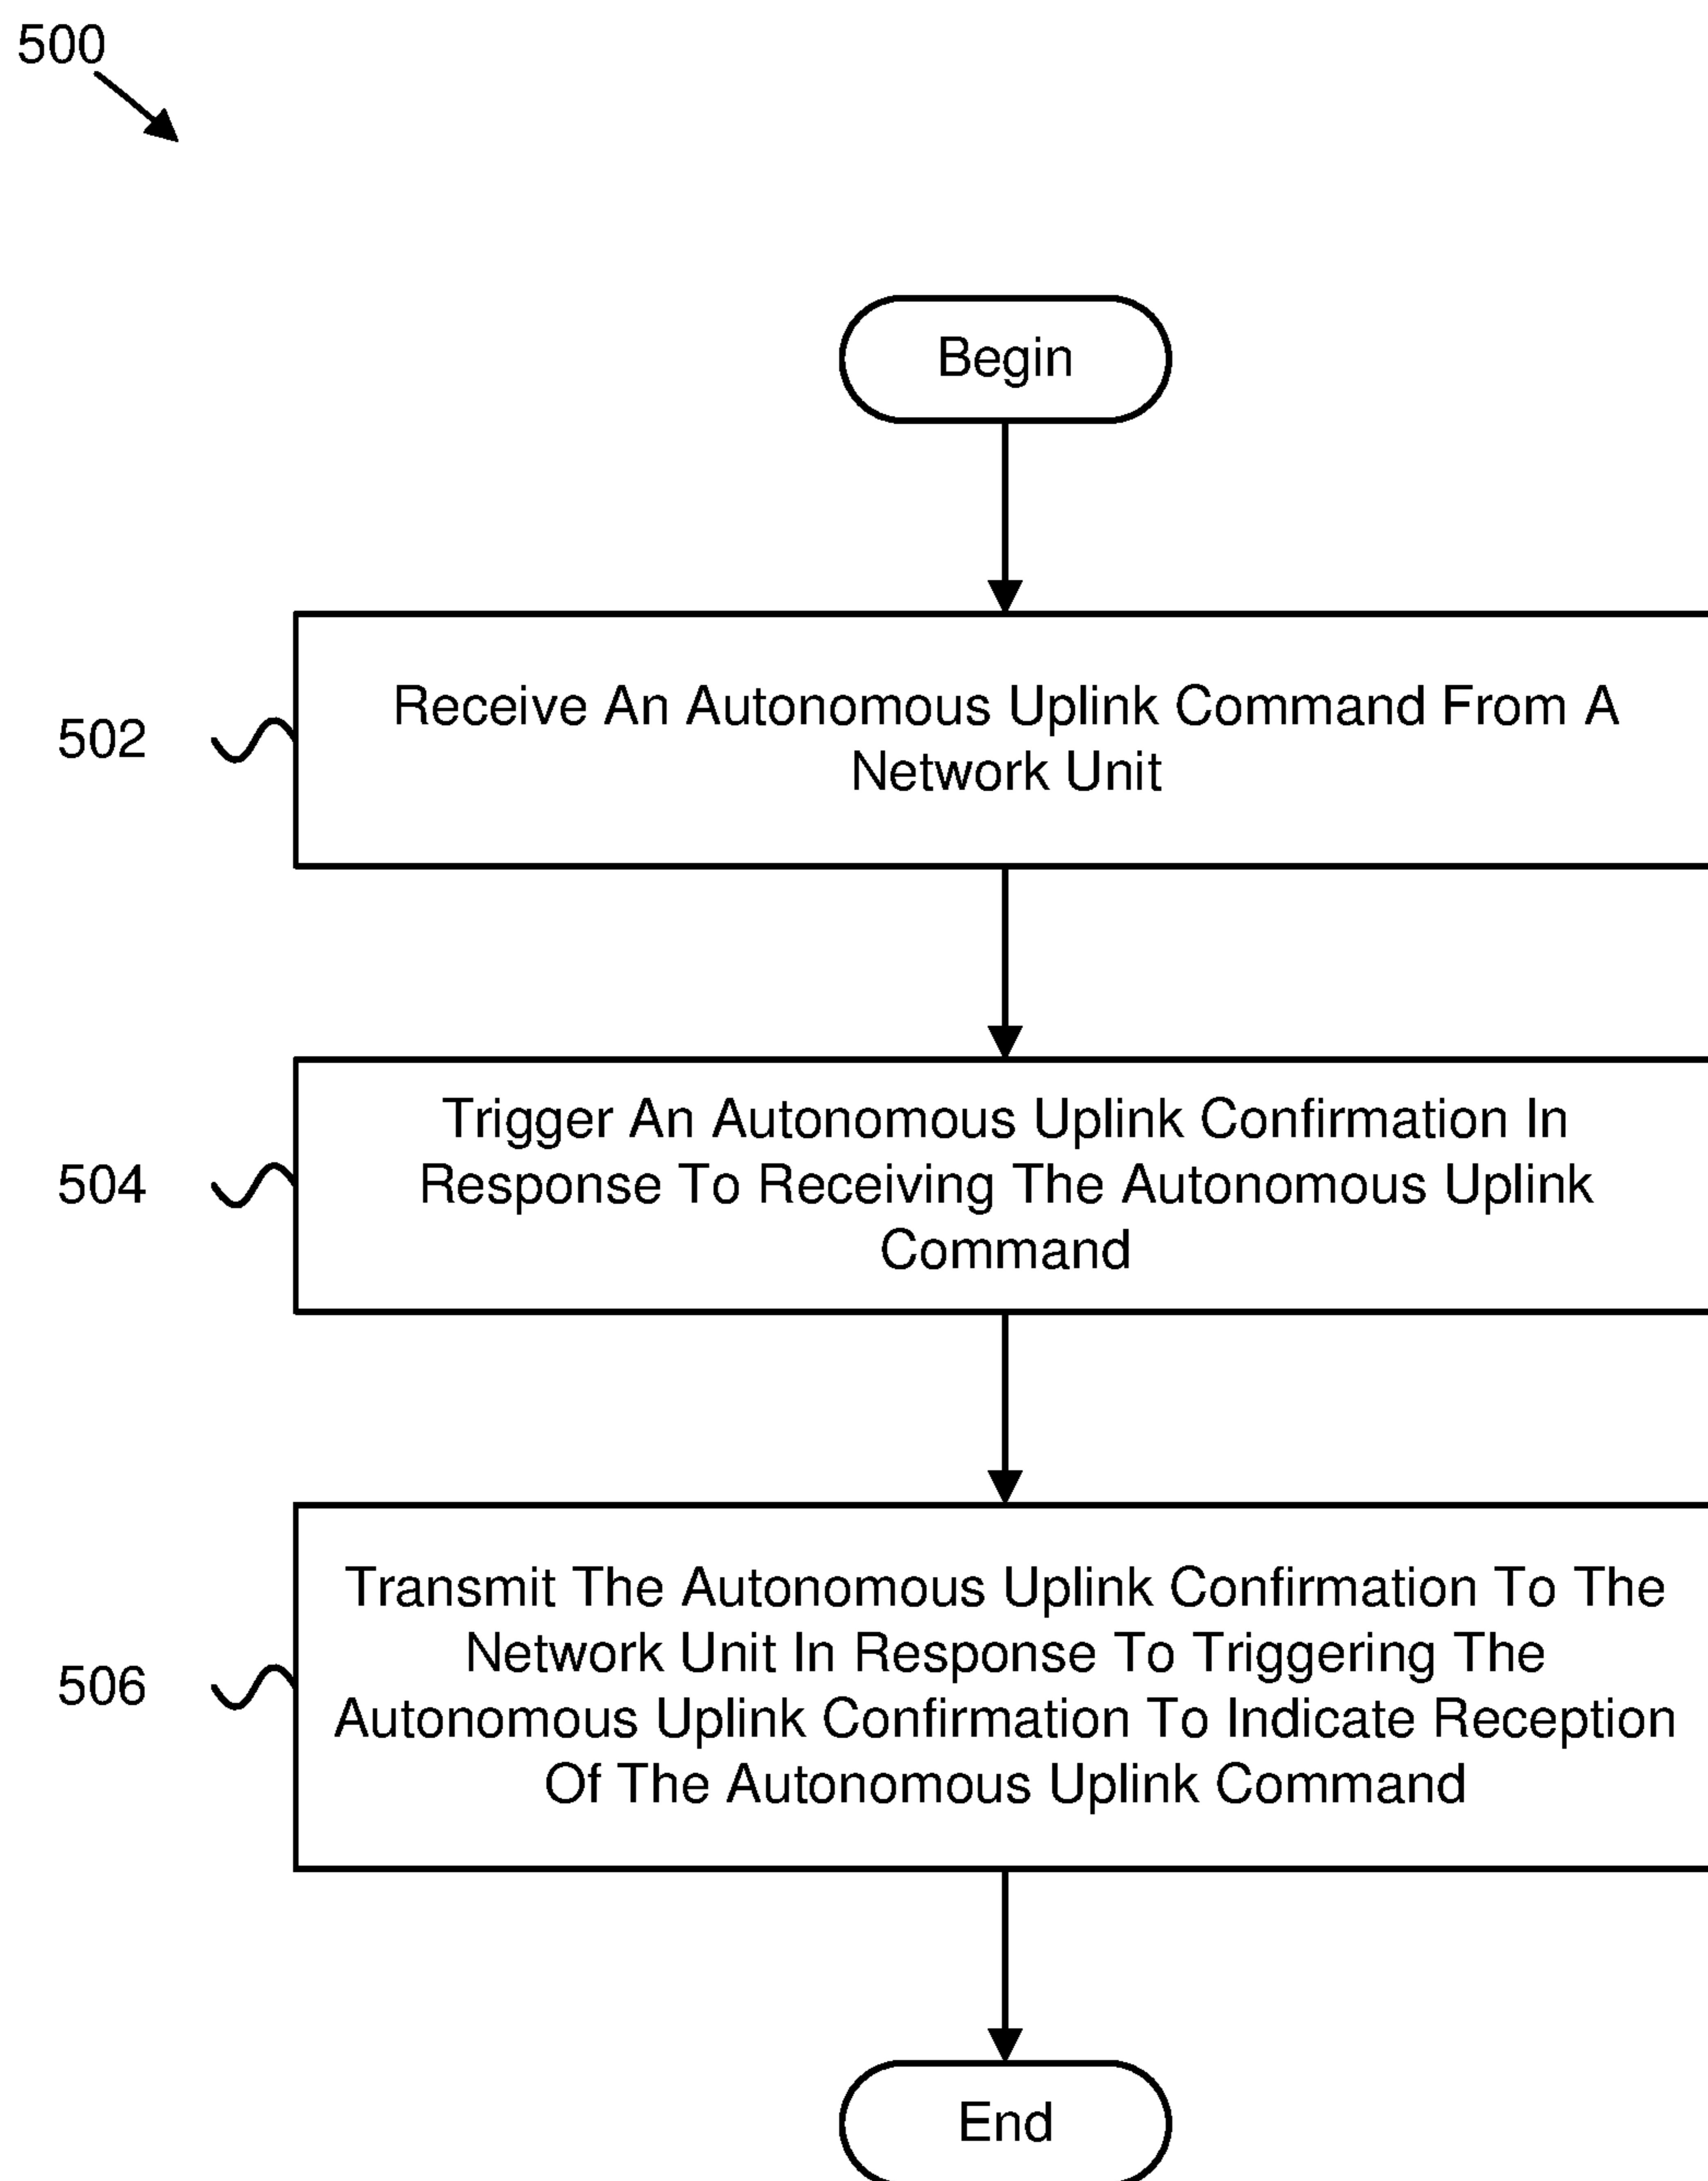 500
Begin
502
Receive An Autonomous Uplink Command From A
Network Unit
504
Trigger An Autonomous Uplink Confirmation In
Response To Receiving The Autonomous Uplink
Command
506
Transmit The Autonomous Uplink Confirmation To The
Network Unit In Response To Triggering The
Autonomous Uplink Confirmation To Indicate Reception
Of The Autonomous Uplink Command
End